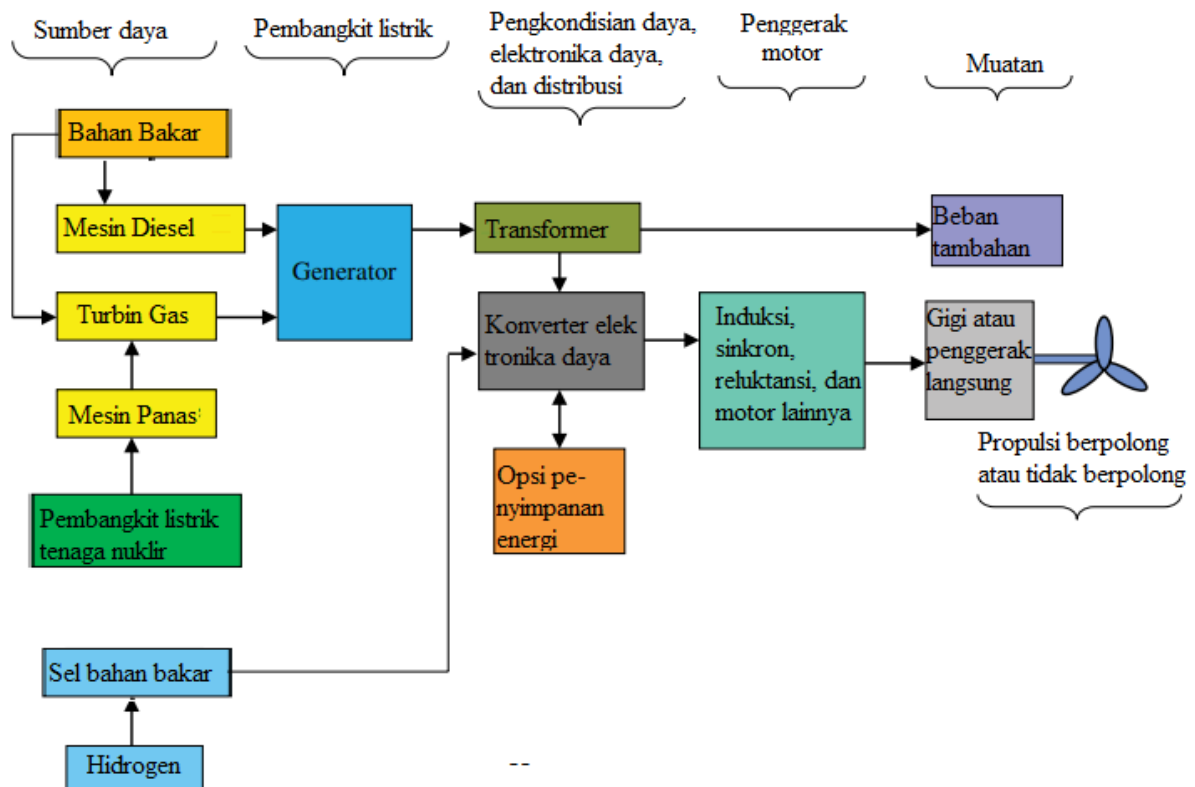 Sumber daya
Pembangkit listrik
Pengkondisian daya,
elektronika daya,
dan distribusi
Penggerak
motor
Muatan
Bahan Bakar
Mesin Diesel
Turbin Gas
Mesin Panas
Pembangkit listrik
tenaga nuklir
Sel bahan bakar
Hidrogen
Generator
Transformer
Konverter elek
tronika daya
Opsi pe-
nyimpanan
energi
Induksi,
sinkron,
reluktansi, dan
motor lainnya
Beban
tambahan
Gigi atau
penggerak
langsung
Propulsi berpolong
atau tidak berpolong
--